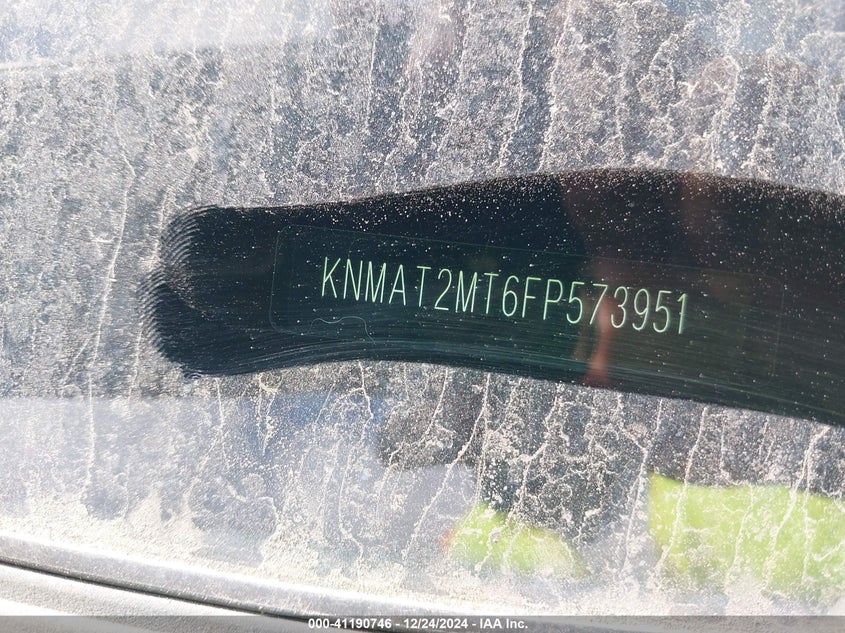 KNMAT2MT6FP573951
000-41190746 - 12/24/2024 - IAA Inc.